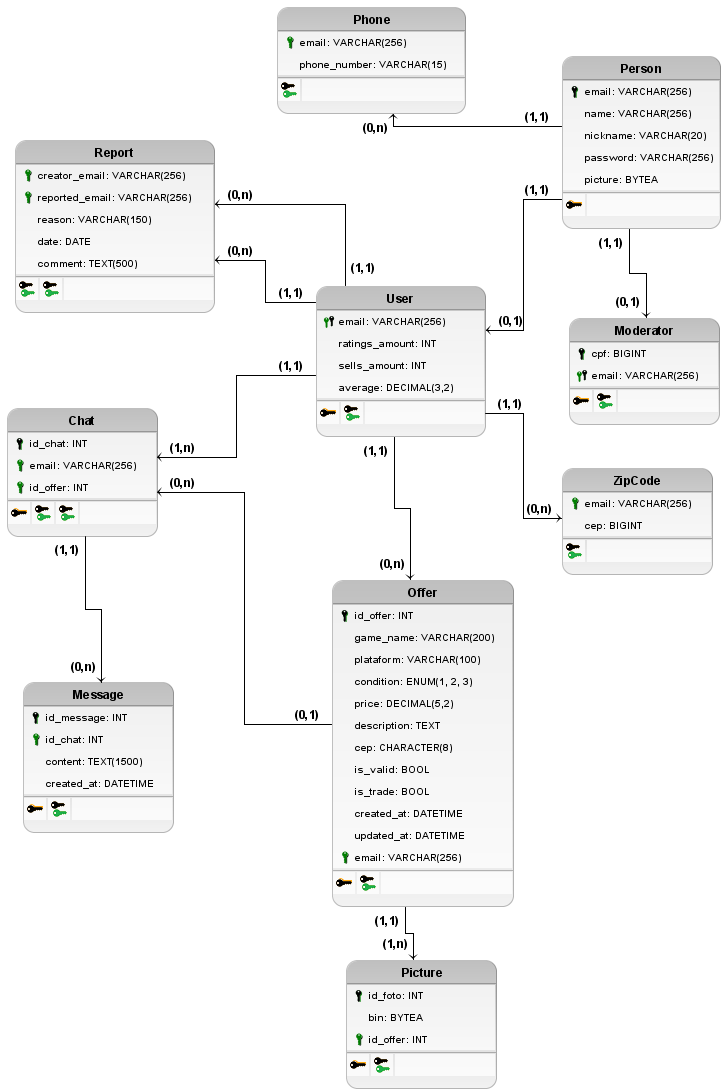 Phone
email: VARCHAR(256)
phone_number: VARCHAR(15)
(0,n)
(1,1)
Person
email: VARCHAR(256)
name: VARCHAR(256)
nickname: VARCHAR(20)
password: VARCHAR(256)
picture: BYTEA
Report
creator_email: VARCHAR(256)
reported_email: VARCHAR(256)
reason: VARCHAR(150)
date: DATE
comment: TEXT(500)
(0,n)
(0,n)
(1,1)
(1,1)
(1,1)
(1,1)
(0,1)
(0,1)
User
email: VARCHAR(256)
ratings_amount: INT
sells_amount: INT
average: DECIMAL(3,2)
Moderator
cpf: BIGINT
email: VARCHAR(256)
(1,1)
(1,n)
(0,n)
(1,1)
(1,1)
(0,n)
(0,n)
Chat
id_chat: INT
email: VARCHAR(256)
id_offer: INT
ZipCode
email: VARCHAR(256)
cep: BIGINT
(1,1)
(0,n)
(0,1)
Offer
id_offer: INT
game_name: VARCHAR(200)
plataform: VARCHAR(100)
condition: ENUM(1, 2, 3)
price: DECIMAL(5,2)
description: TEXT
cep: CHARACTER(8)
is_valid: BOOL
is_trade: BOOL
created_at: DATETIME
updated_at: DATETIME
email: VARCHAR(256)
Message
id_message: INT
id_chat: INT
content: TEXT(1500)
created_at: DATETIME
(1,1)
(1,n)
Picture
id_foto: INT
bin: BYTEA
id_offer: INT